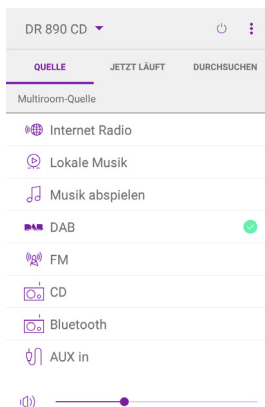 DR 890 CD
QUELLE JETZT LÄUFT DURCHSUCHEN
Multiroom-Quelle
Internet Radio
Lokale Musik
Musik abspielen
DAB DAB
FM
CD
Bluetooth
AUX in